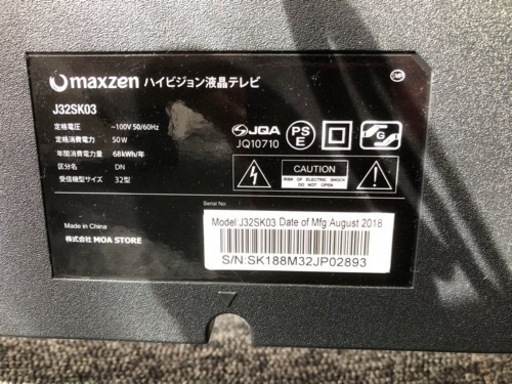 maxzen ハイビジョン液晶テレビ
J32SK03
定格電圧 ~100V 50/60Hz
定格消費電力 50W
年間消費電力量 68kWh/年
区分名 DN
受信機型サイズ 32型
JQA
JQ10710
PS
E
G
CAUTION
RISK OF ELECTRIC SHOCK
DO NOT OPEN
Serial No:
Model J32SK03 Date of Mfg August 2018
S/N:SK188M32JP02893
Made in China
株式会社 MOA STORE